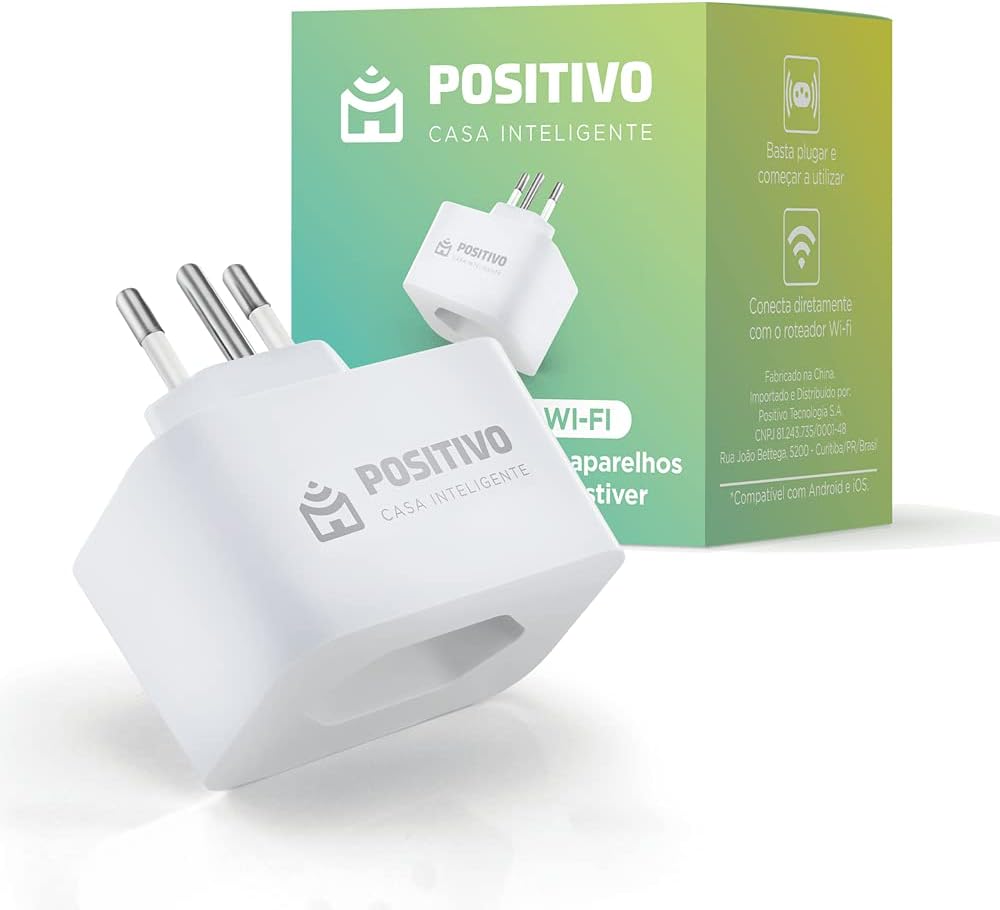 POSITIVO
CASA INTELIGENTE
POSITIVO
CASA INTELIGENTE
WI-FI
aparelhos
stiver
Basta plugar e
começar a utilizar
Conecta diretamente
com o roteador Wi-fi
Fabricado na China.
Importado e Distribuído por:
Positivo Tecnologia S.A.
CNPJ 81.243.735/0001-48
Rua João Bettega, 5200 - Curitiba/PR/Brasil
*Compatível com Android e iOS.
POSITIVO
CASA INTELIGENTE